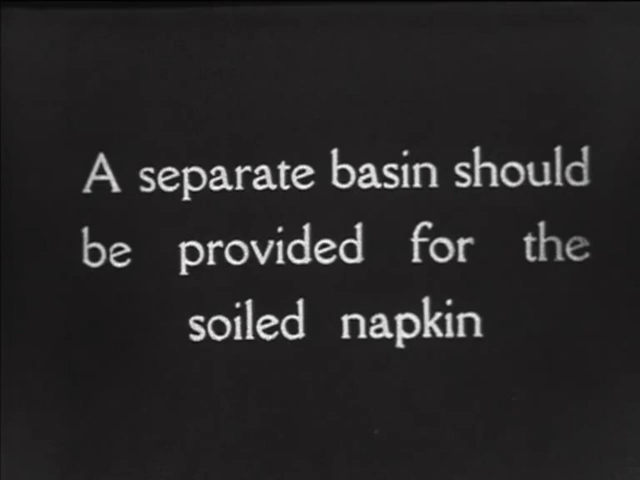 A separate basin should
be provided for the
soiled napkin